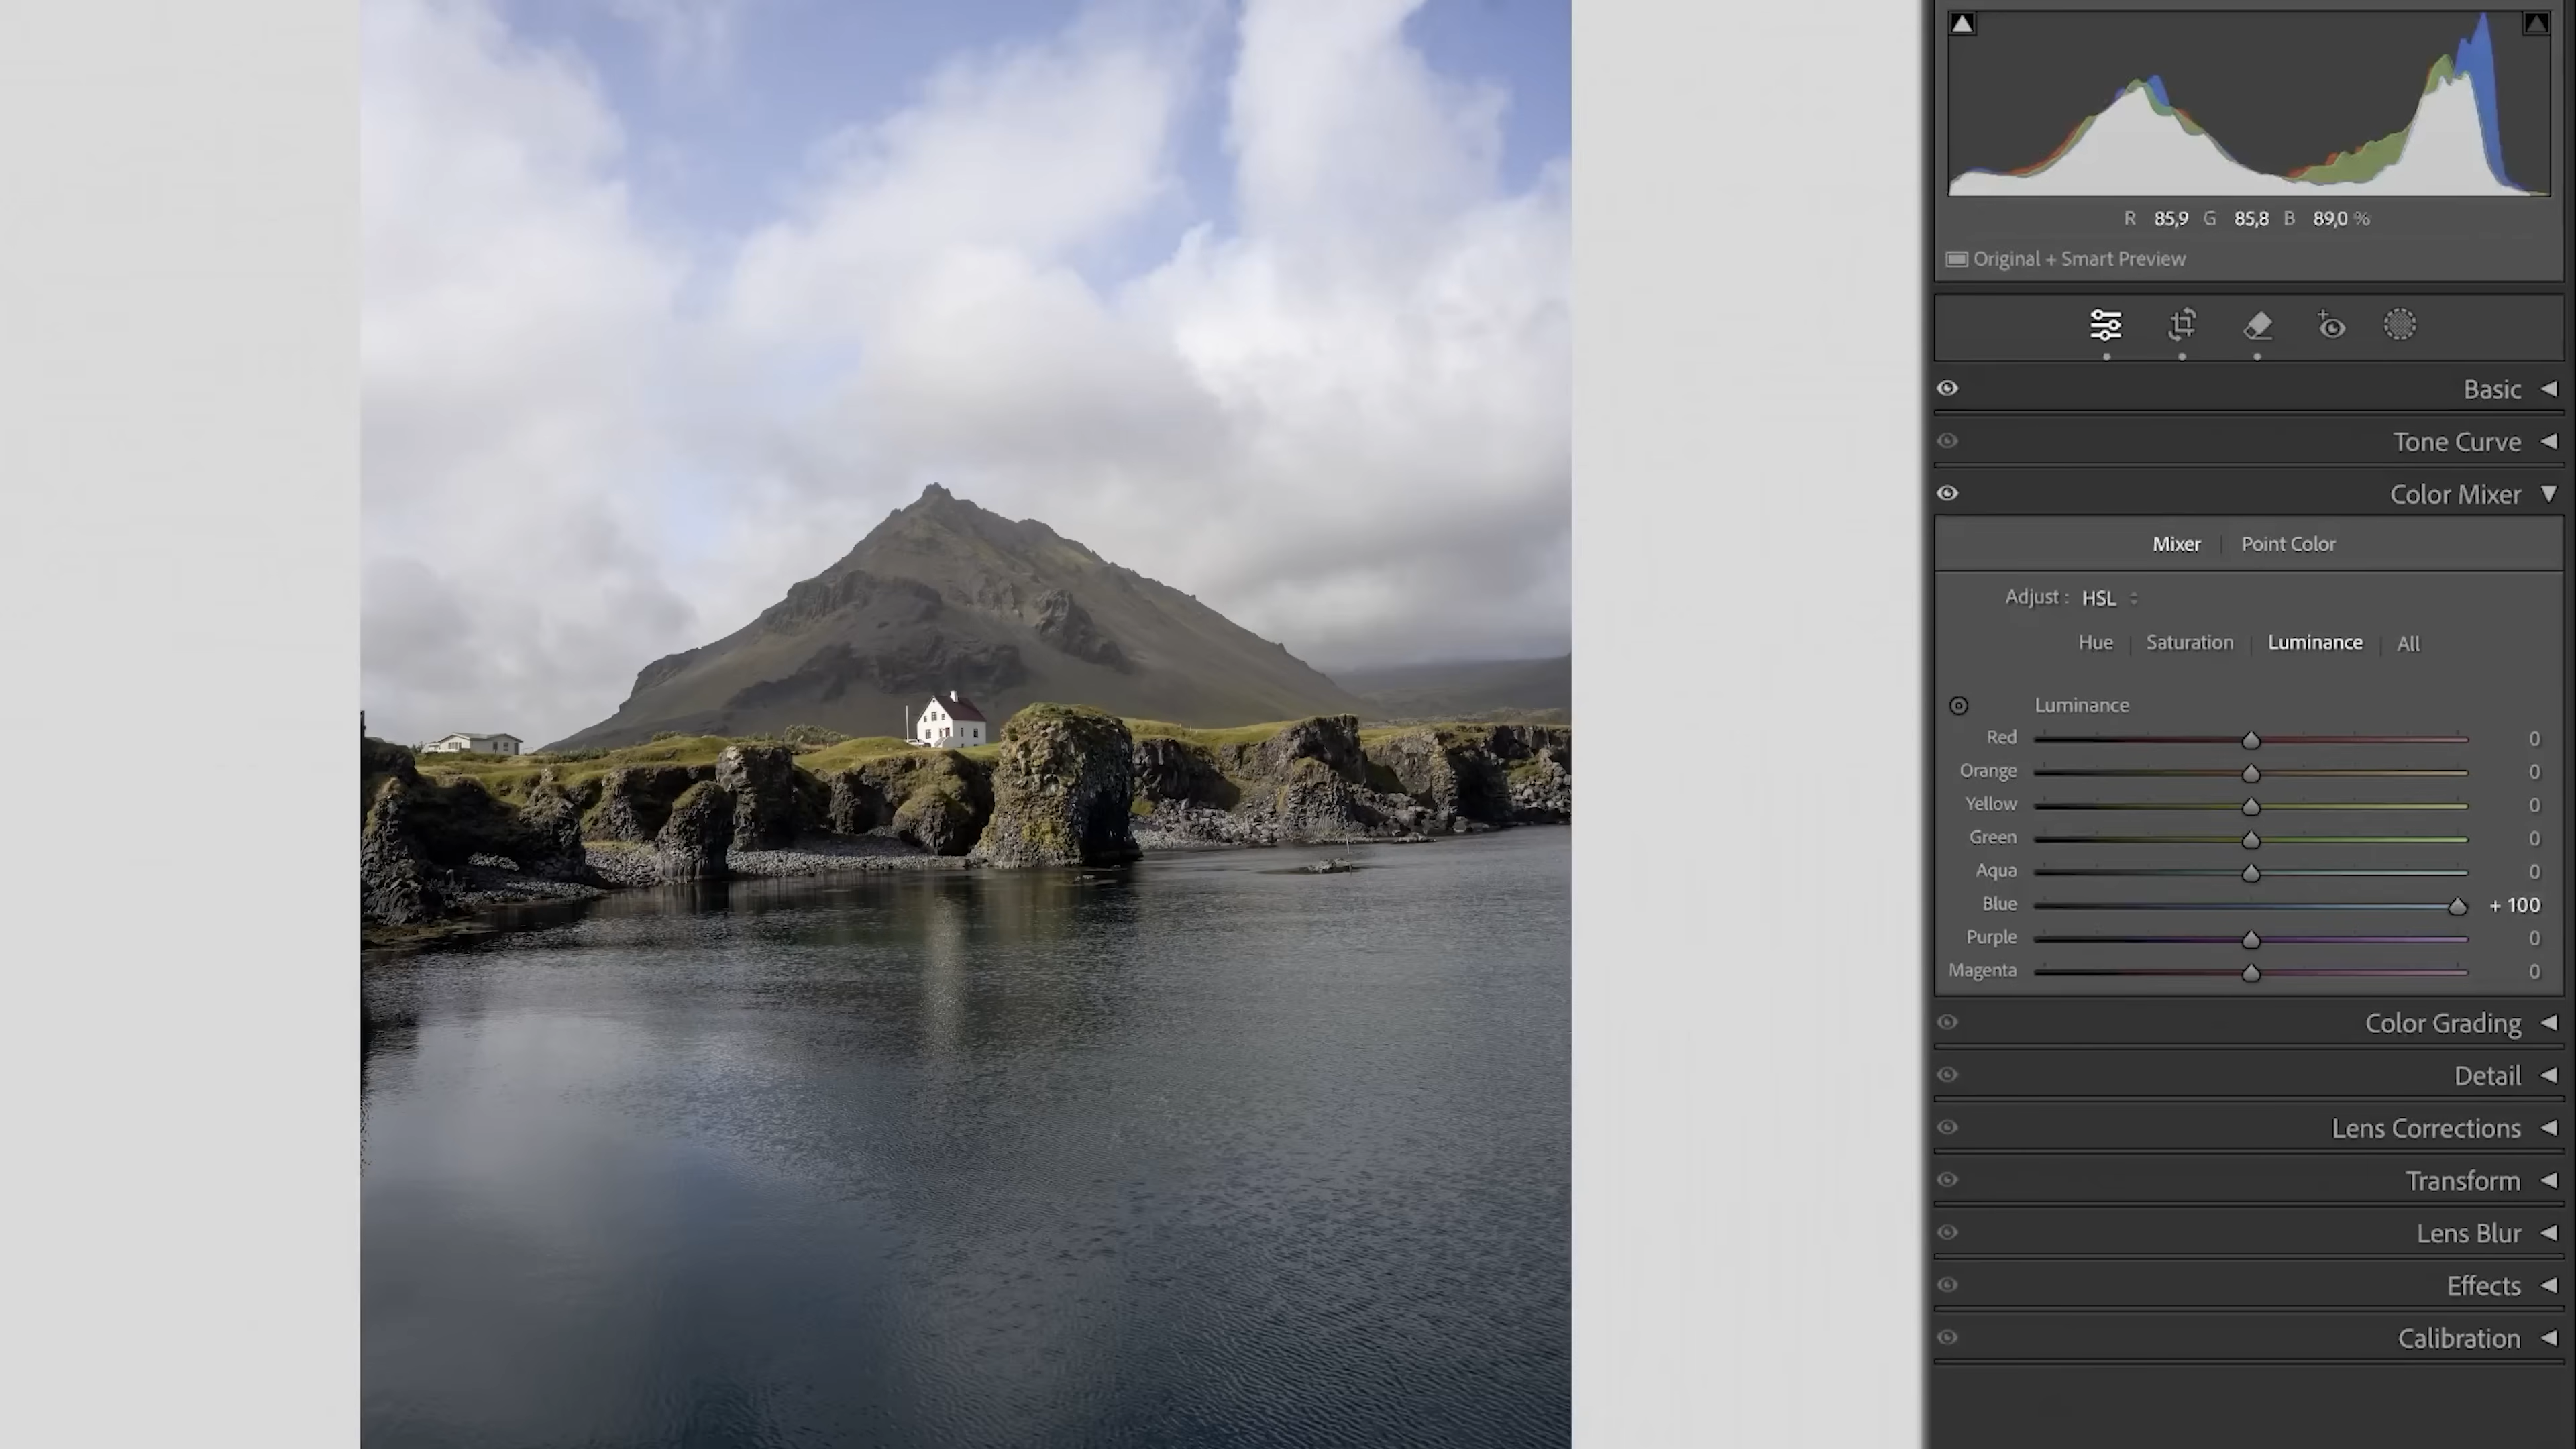 R 85,9 G 85,8 B 89,0 %
Original + Smart Preview
Basic
Tone Curve
Color Mixer
Mixer | Point Color
Adjust : HSL
Hue | Saturation | Luminance | All
Luminance
Red 0
Orange 0
Yellow 0
Green 0
Aqua 0
Blue + 100
Purple 0
Magenta 0
Color Grading
Detail
Lens Corrections
Transform
Lens Blur
Effects
Calibration